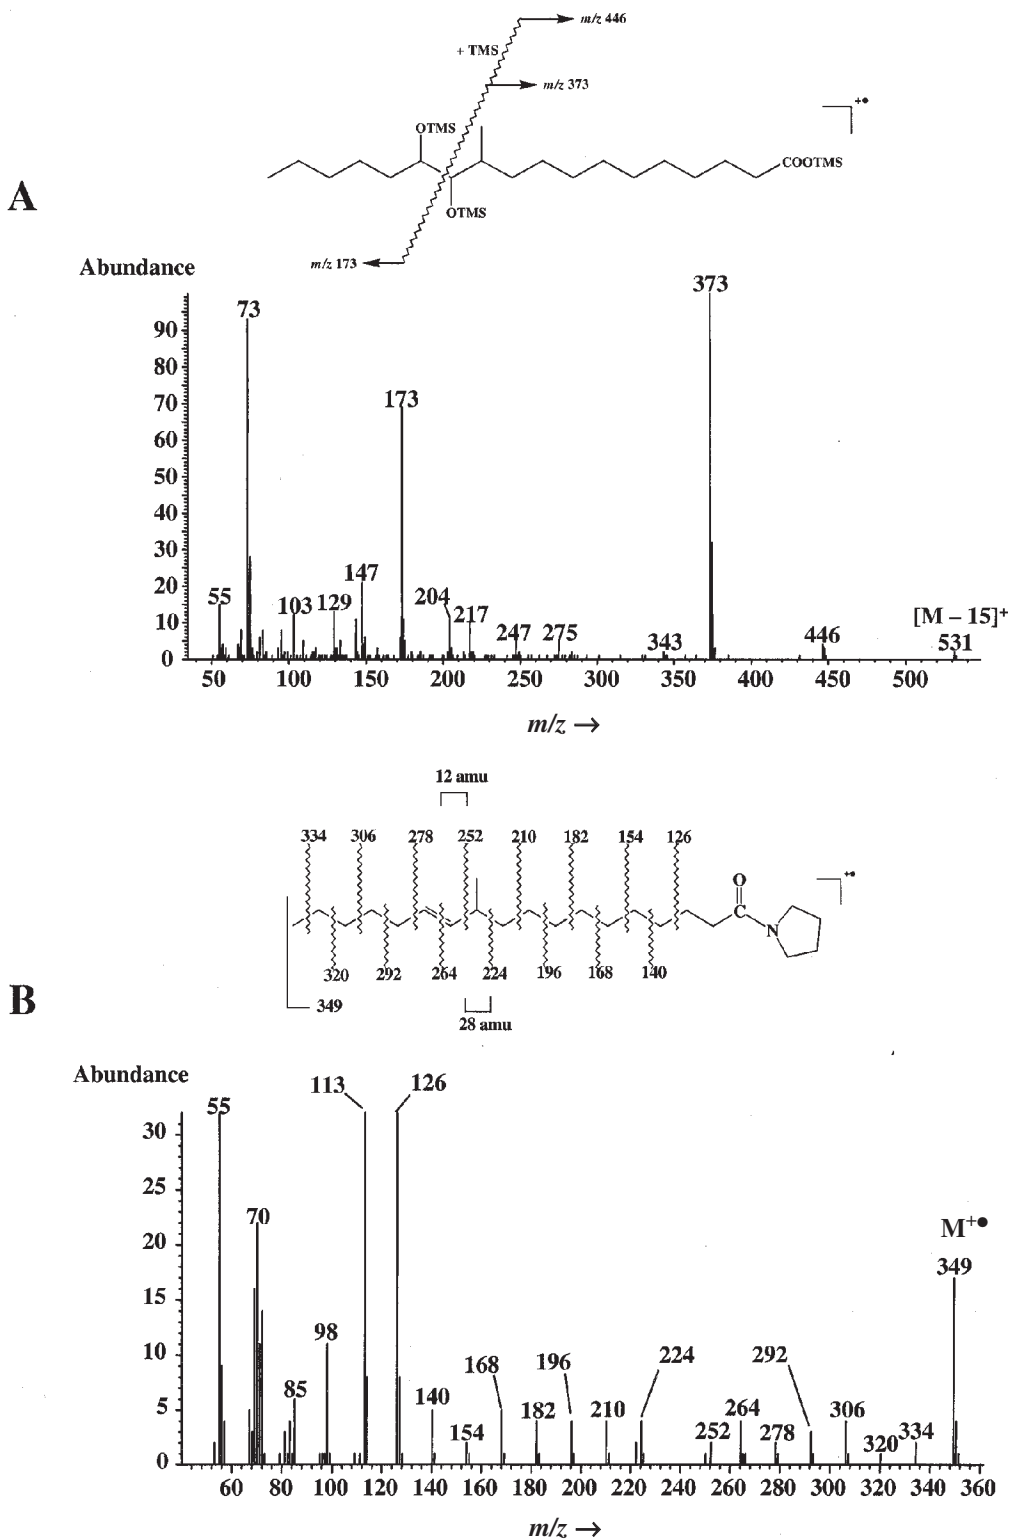 m/z 446
+ TMS
m/z 373
+•
OTMS
COOTMS
A
OTMS
m/z 173
Abundance
373
73
90
80
173
70
60
50
40
30
147
20
55 103 129 204 217
10
247 275 343 446
[M – 15]+
531
0
50 100 150 200 250 300 350 400 450 500
m/z →
12 amu
334 306 278 252 210 182 154 126
+•
O
C
N
320 292 264 224 196 168 140
B
349
28 amu
Abundance
113 126
55
30
25
70
20
M+•
349
15
98
10
168 196 224 292
85 140 182 210 264 306
5
154 252 278 320 334
0
60 80 100 120 140 160 180 200 220 240 260 280 300 320 340 360
m/z →